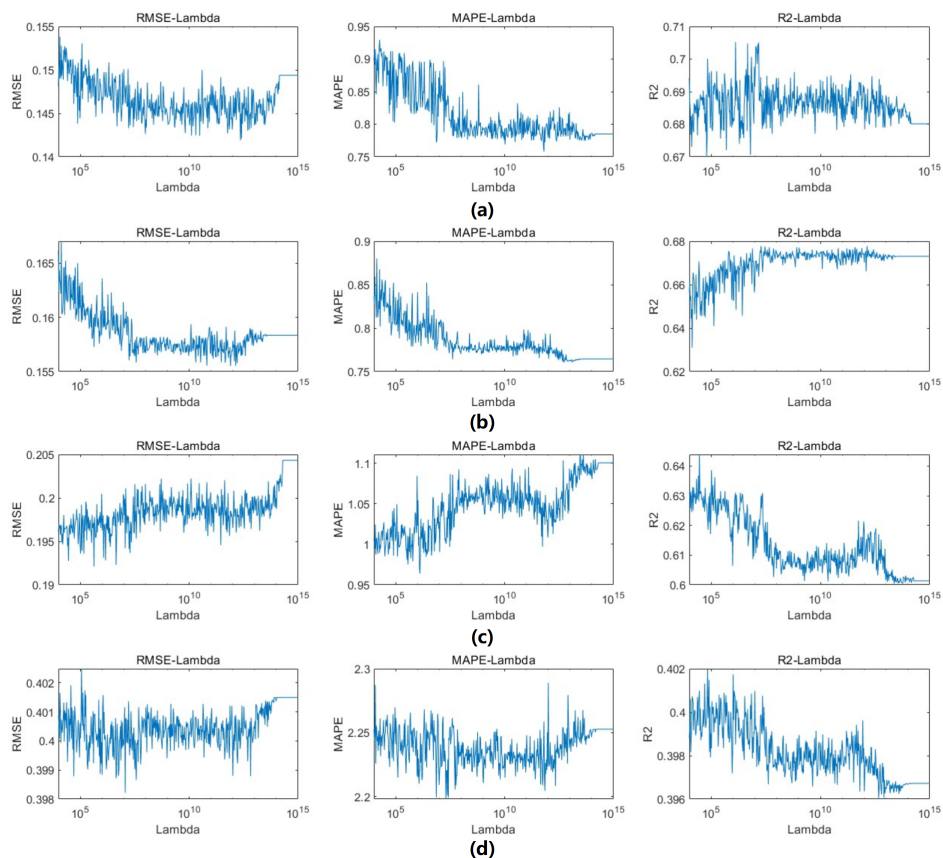 RMSE-Lambda
0.155
0.15
0.145
0.14
RMSE
10^5
10^10
10^15
Lambda
MAPE-Lambda
0.95
0.9
0.85
0.8
0.75
MAPE
10^5
10^10
10^15
Lambda
R2-Lambda
0.71
0.7
0.69
0.68
0.67
R2
10^5
10^10
10^15
Lambda
(a)
RMSE-Lambda
0.165
0.16
0.155
RMSE
10^5
10^10
10^15
Lambda
MAPE-Lambda
0.9
0.85
0.8
0.75
MAPE
10^5
10^10
10^15
Lambda
R2-Lambda
0.68
0.66
0.64
0.62
R2
10^5
10^10
10^15
Lambda
(b)
RMSE-Lambda
0.205
0.2
0.195
0.19
RMSE
10^5
10^10
10^15
Lambda
MAPE-Lambda
1.1
1.05
1
0.95
MAPE
10^5
10^10
10^15
Lambda
R2-Lambda
0.64
0.63
0.62
0.61
0.6
R2
10^5
10^10
10^15
Lambda
(c)
RMSE-Lambda
0.402
0.401
0.4
0.399
0.398
RMSE
10^5
10^10
10^15
Lambda
MAPE-Lambda
2.3
2.25
2.2
MAPE
10^5
10^10
10^15
Lambda
R2-Lambda
0.402
0.4
0.398
0.396
R2
10^5
10^10
10^15
Lambda
(d)